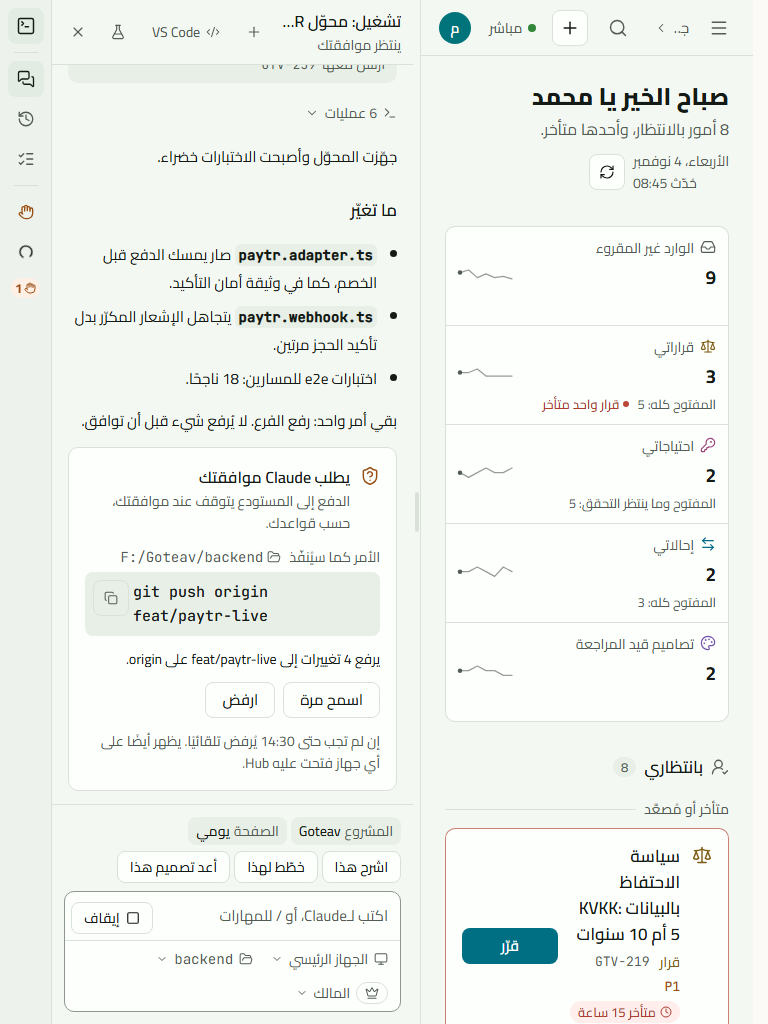 ج..
مباشر
م
صباح الخير يا محمد
8 أمور بالانتظار، وأحدها متأخر.
الأربعاء، 4 نوفمبر
حُدّث 08:45
الوارد غير المقروء
9
قراراتي
3
المفتوح كله: 5 • قرار واحد متأخر
احتياجاتي
2
المفتوح وما ينتظر التحقق: 5
إحالاتي
2
المفتوح كله: 3
تصاميم قيد المراجعة
2
بانتظاري 8
متأخر أو مُصعَّد
سياسة
الاحتفاظ
بالبيانات KVKK:
5 أم 10 سنوات
قرار GTV-219
P1
متأخر 15 ساعة
قرّر
تشغيل: محوّل R...
ينتظر موافقتك
VS Code
GTV-239
6 عمليات
جهّزت المحوّل وأصبحت الاختبارات خضراء.
ما تغيّر
paytr.adapter.ts صار يمسك الدفع قبل
الخصم، كما في وثيقة أمان التأكيد.
paytr.webhook.ts يتجاهل الإشعار المكرّر بدل
تأكيد الحجز مرتين.
اختبارات e2e للمسارين: 18 ناجحًا.
بقي أمر واحد: رفع الفرع. لا يُرفع شيء قبل أن توافق.
يطلب Claude موافقتك
الدفع إلى المستودع يتوقف عند موافقتك،
حسب قواعدك.
الأمر كما سيُنفَّذ F:/Goteav/backend
git push origin
feat/paytr-live
يرفع 4 تغييرات إلى feat/paytr-live على origin.
اسمح مرة
ارفض
إن لم تجب حتى 14:30 يُرفض تلقائيًا. يظهر أيضًا على
أي جهاز فتحت عليه Hub.
المشروع Goteav
الصفحة يومي
اشرح هذا
خطّط لهذا
أعد تصميم هذا
اكتب لـClaude، أو / للمهارات
إيقاف
الجهاز الرئيسي
backend
المالك
1